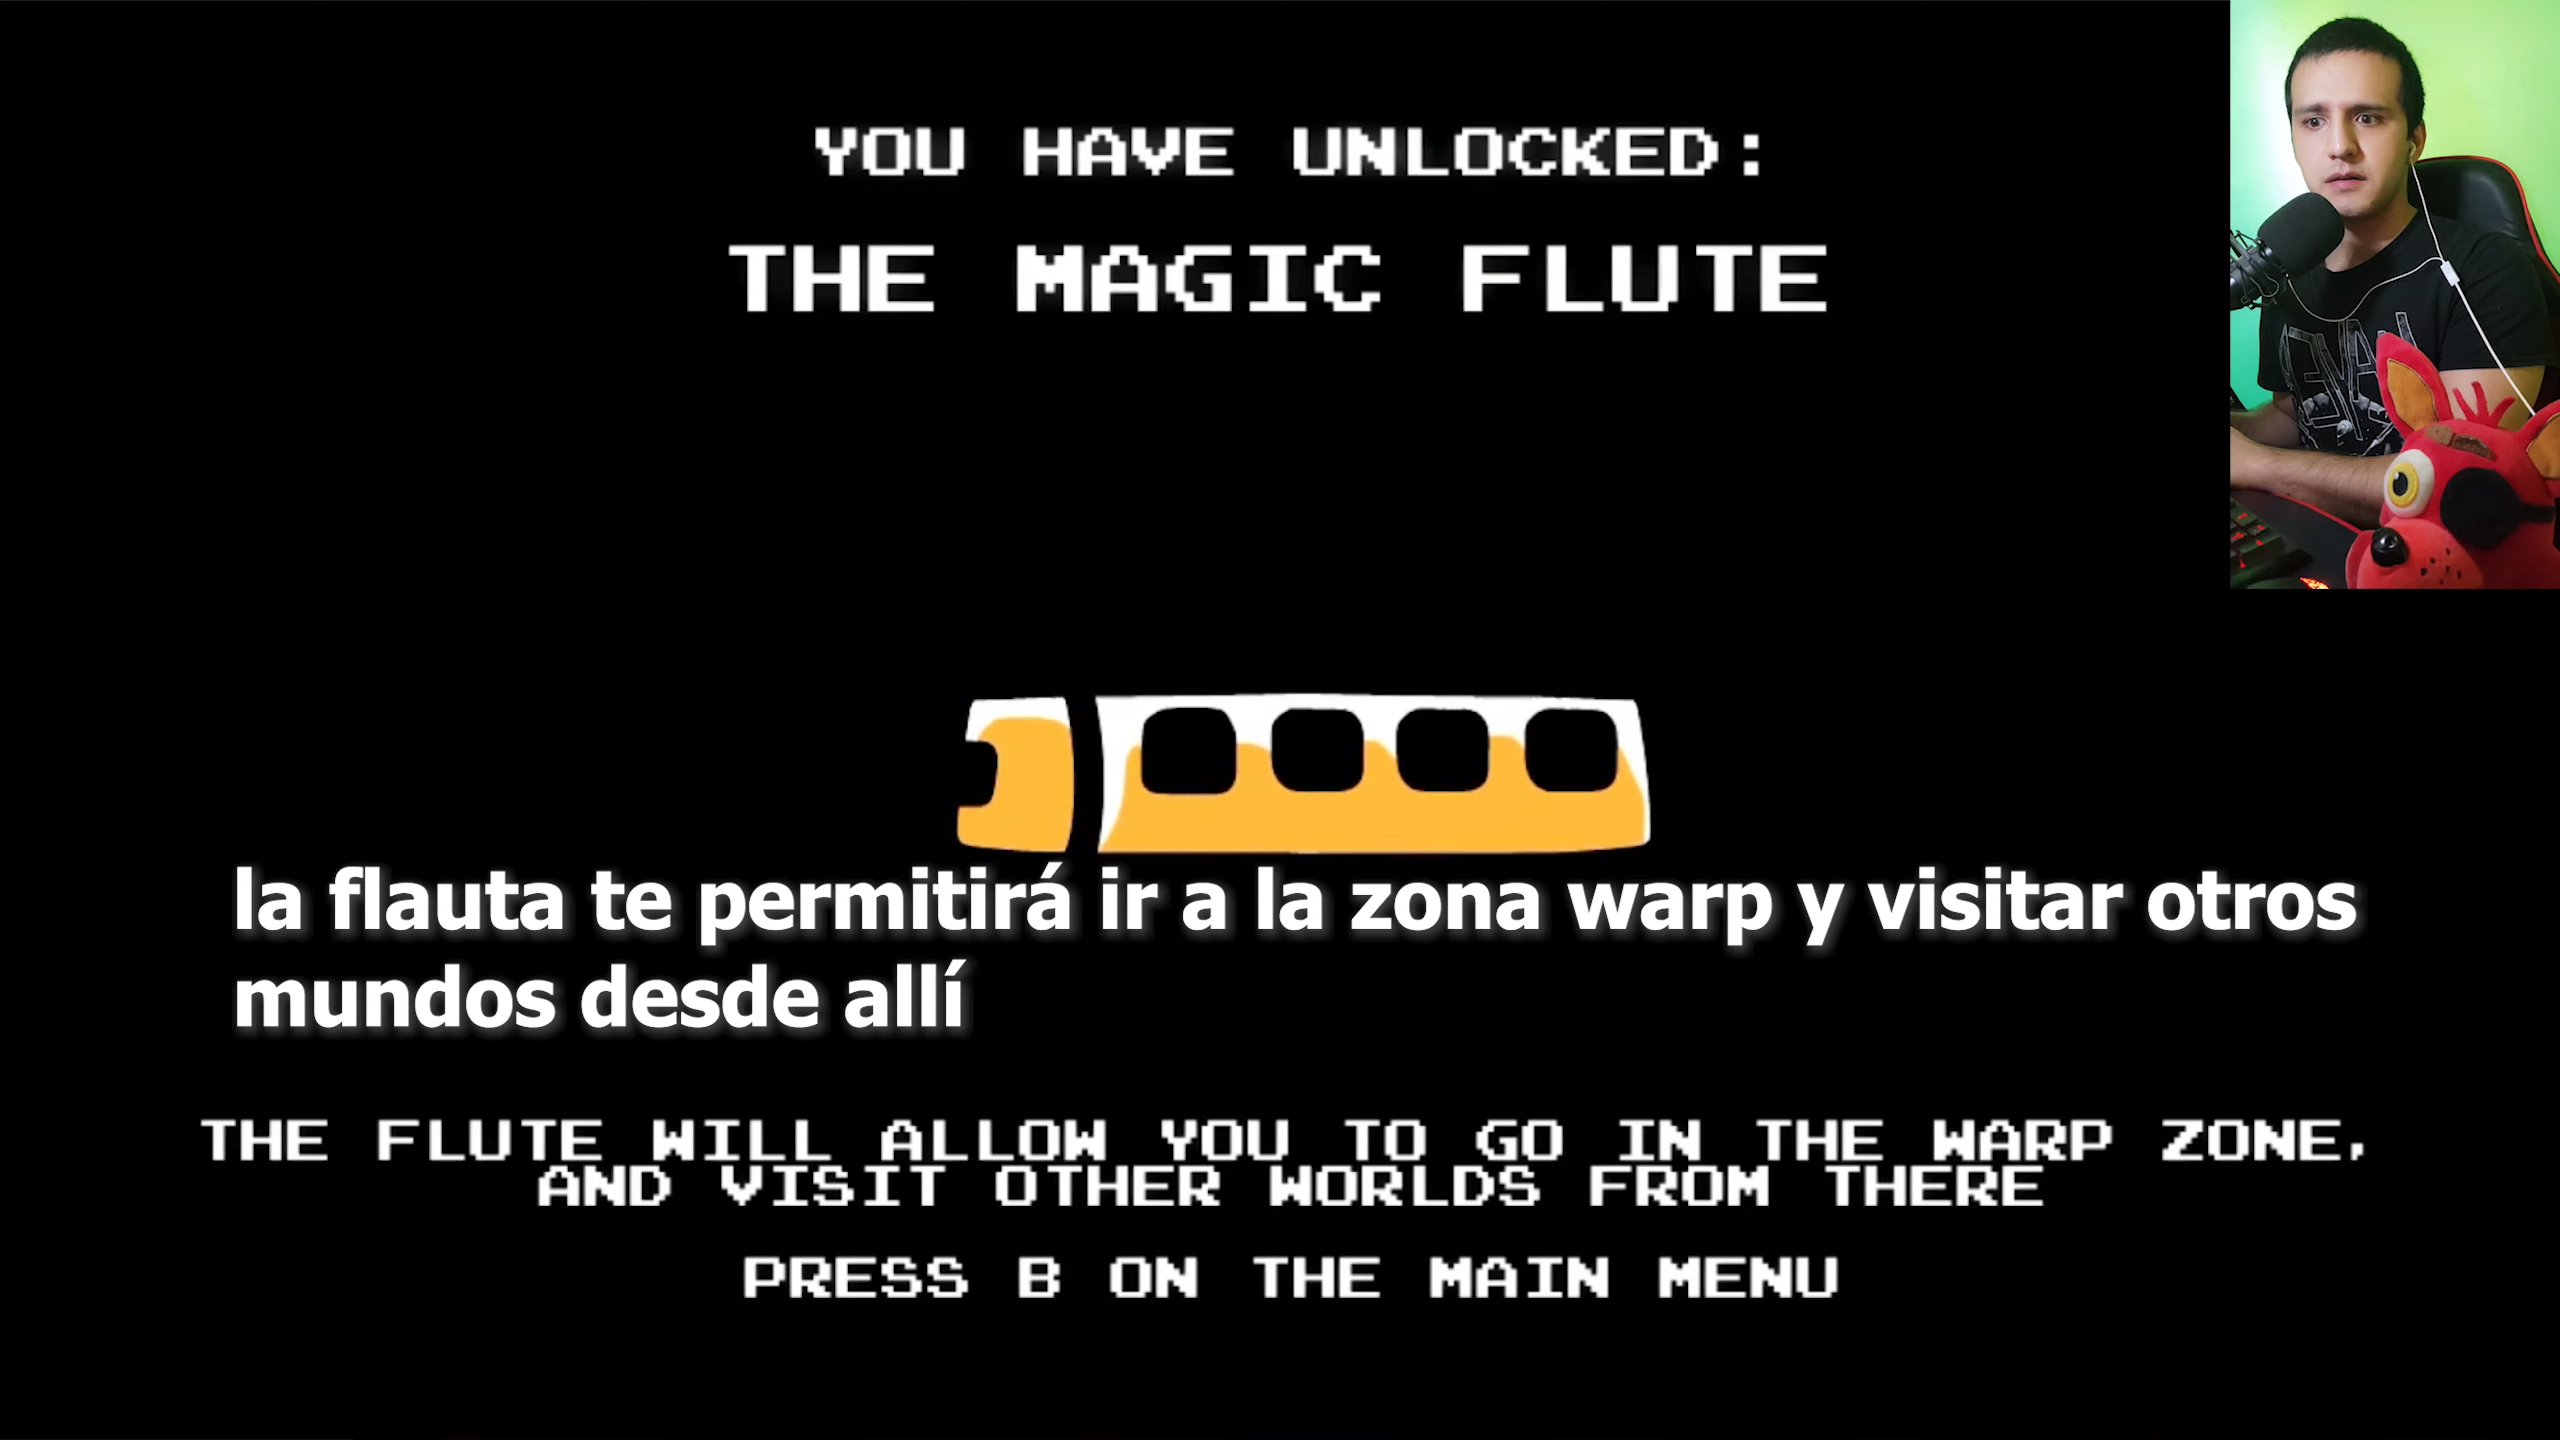 YOU HAVE UNLOCKED:
THE MAGIC FLUTE
la flauta te permitirá ir a la zona warp y visitar otros
mundos desde allí
THE FLUTE WILL ALLOW YOU TO GO IN THE WARP ZONE,
AND VISIT OTHER WORLDS FROM THERE
PRESS B ON THE MAIN MENU